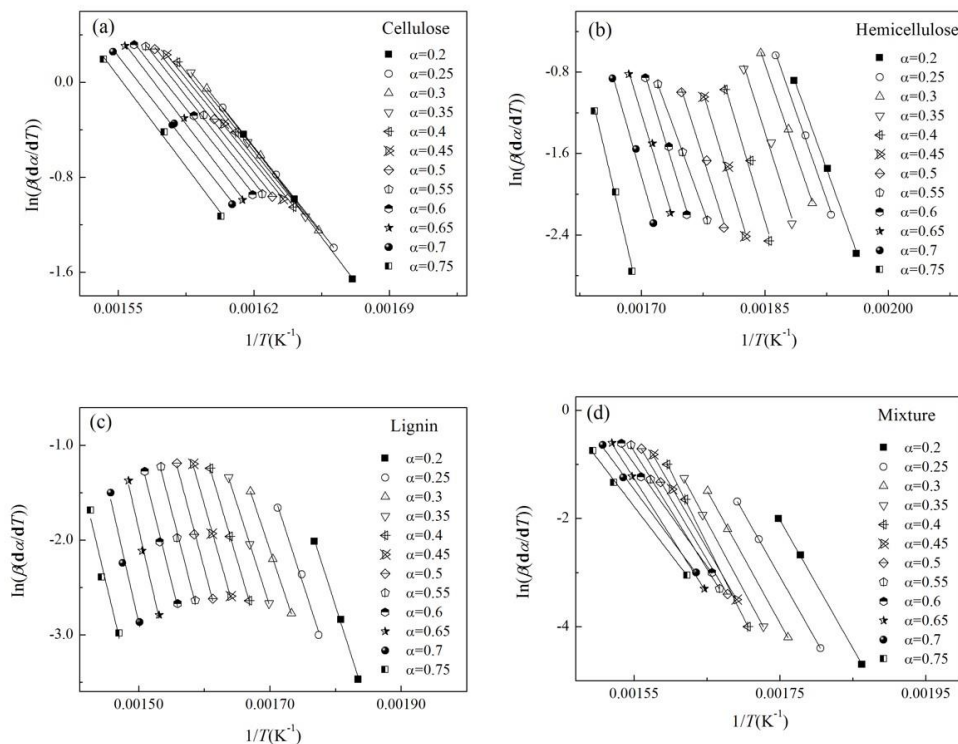 (a)
Cellulose
α=0.2
α=0.25
α=0.3
α=0.35
α=0.4
α=0.45
α=0.5
α=0.55
α=0.6
α=0.65
α=0.7
α=0.75
0.0
-0.8
-1.6
ln(β(dα/dT))
0.00155 0.00162 0.00169
1/T(K⁻¹)
(b)
Hemicellulose
α=0.2
α=0.25
α=0.3
α=0.35
α=0.4
α=0.45
α=0.5
α=0.55
α=0.6
α=0.65
α=0.7
α=0.75
-0.8
-1.6
-2.4
ln(β(dα/dT))
0.00170 0.00185 0.00200
1/T(K⁻¹)
(c)
Lignin
α=0.2
α=0.25
α=0.3
α=0.35
α=0.4
α=0.45
α=0.5
α=0.55
α=0.6
α=0.65
α=0.7
α=0.75
-1.0
-2.0
-3.0
ln(β(dα/dT))
0.00150 0.00170 0.00190
1/T(K⁻¹)
(d)
Mixture
α=0.2
α=0.25
α=0.3
α=0.35
α=0.4
α=0.45
α=0.5
α=0.55
α=0.6
α=0.65
α=0.7
α=0.75
0
-2
-4
ln(β(dα/dT))
0.00155 0.00175 0.00195
1/T(K⁻¹)